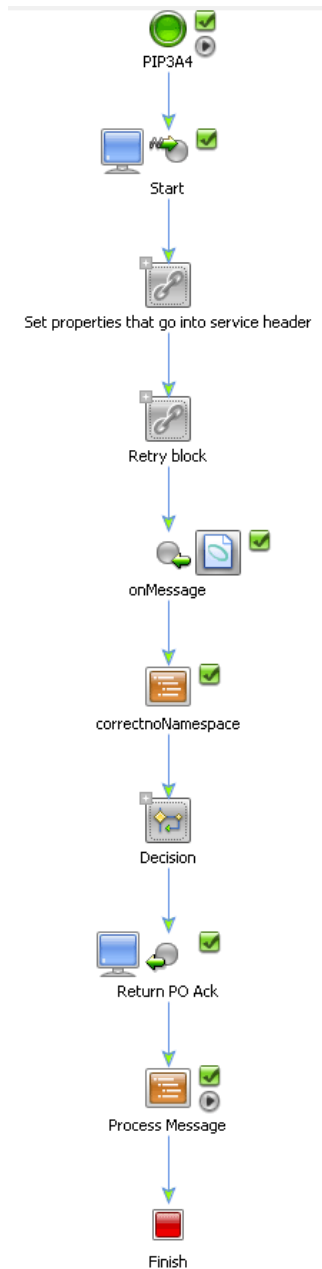 PIP3A4
Start
Set properties that go into service header
Retry block
onMessage
correctnoNamespace
Decision
Return PO Ack
Process Message
Finish